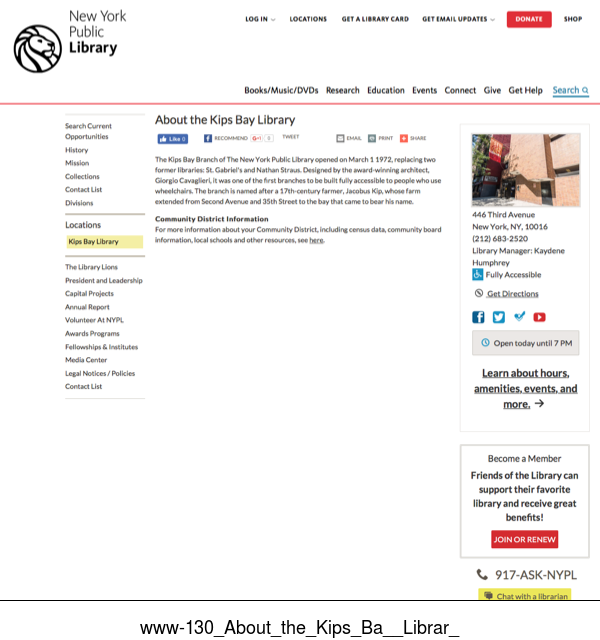 New York
Public
Library
LOG IN
LOCATIONS
GET A LIBRARY CARD
GET EMAIL UPDATES
DONATE
SHOP
Books/Music/DVDs Research Education Events Connect Give Get Help Search
Search Current
Opportunities
History
Mission
Collections
Contact List
Divisions
Locations
Kips Bay Library
The Library Lions
President and Leadership
Capital Projects
Annual Report
Volunteer At NYPL
Awards Programs
Fellowships & Institutes
Media Center
Legal Notices / Policies
Contact List
About the Kips Bay Library
Like 0
RECOMMEND
G+1 0
TWEET
EMAIL
PRINT
SHARE
The Kips Bay Branch of The New York Public Library opened on March 1 1972, replacing two
former libraries: St. Gabriel's and Nathan Straus. Designed by the award-winning architect,
Giorgio Cavaglieri, it was one of the first branches to be built fully accessible to people who use
wheelchairs. The branch is named after a 17th-century farmer, Jacobus Kip, whose farm
extended from Second Avenue and 35th Street to the bay that came to bear his name.
Community District Information
For more information about your Community District, including census data, community board
information, local schools and other resources, see here.
446 Third Avenue
New York, NY, 10016
(212) 683-2520
Library Manager: Kaydene
Humphrey
Fully Accessible
Get Directions
Open today until 7 PM
Learn about hours,
amenities, events, and
more. →
Become a Member
Friends of the Library can
support their favorite
library and receive great
benefits!
JOIN OR RENEW
917-ASK-NYPL
Chat with a librarian
www-130_About_the_Kips_Ba__Librar_